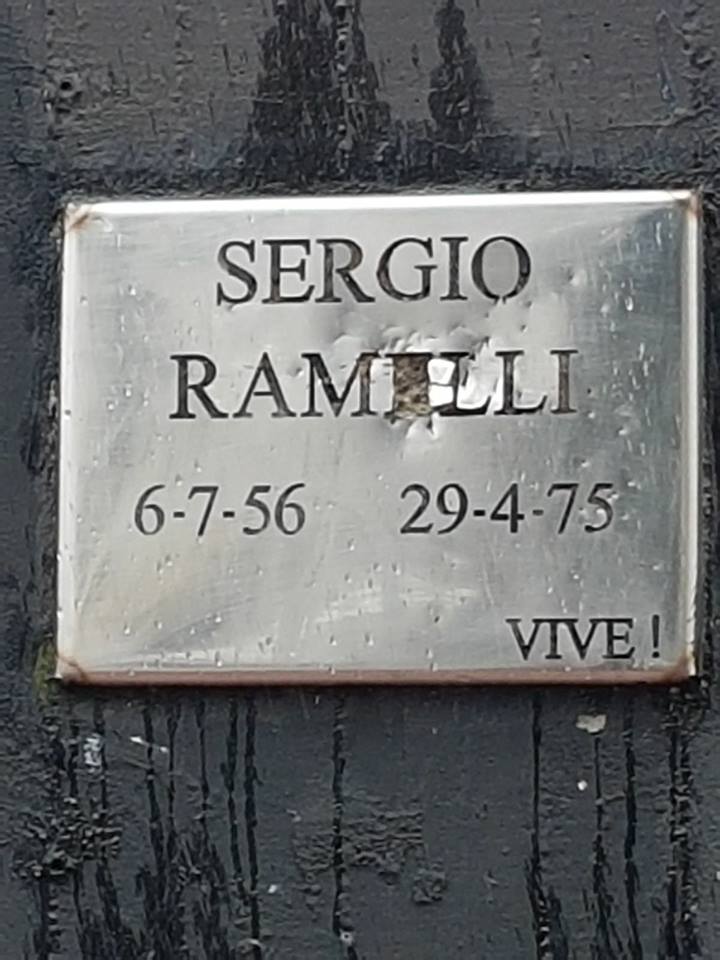 SERGIO
RAMELLI
6-7-56 29-4-75
VIVE!